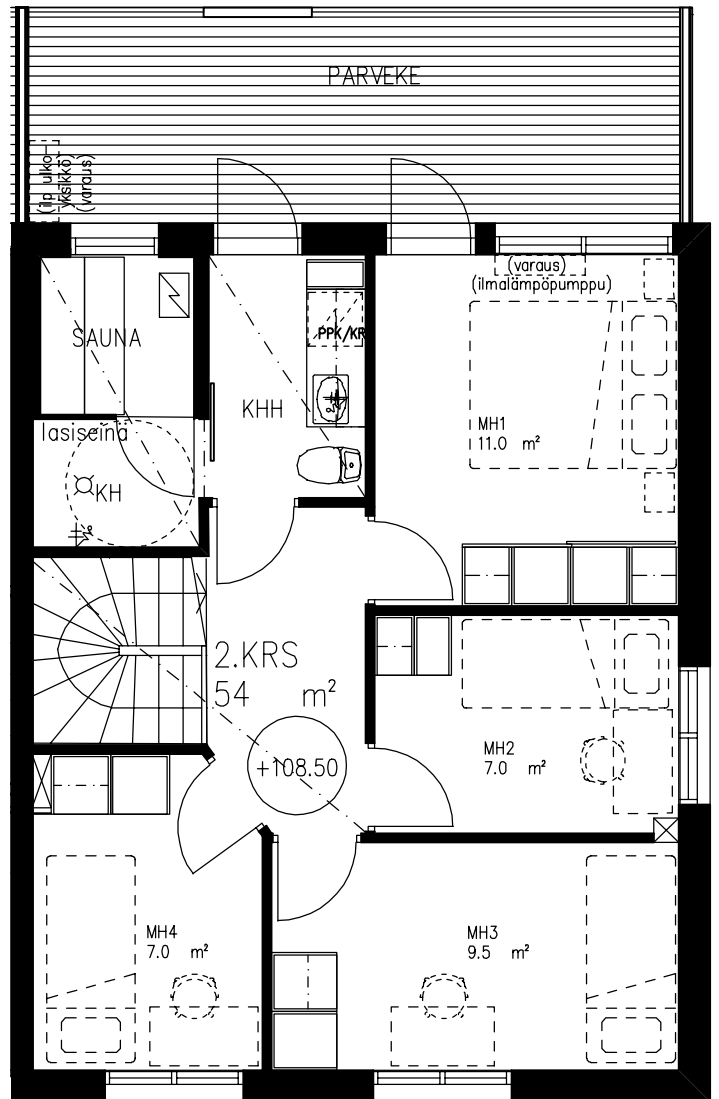 PARVEKE
(ilp ulko-
yksikkö)
(varaus)
(varaus)
(ilmalämpöpumppu)
SAUNA
PPK/KR
KHH
MH1
11.0 m²
lasiseinä
KH
2.KRS
54 m²
MH2
7.0 m²
+108.50
MH4
7.0 m²
MH3
9.5 m²